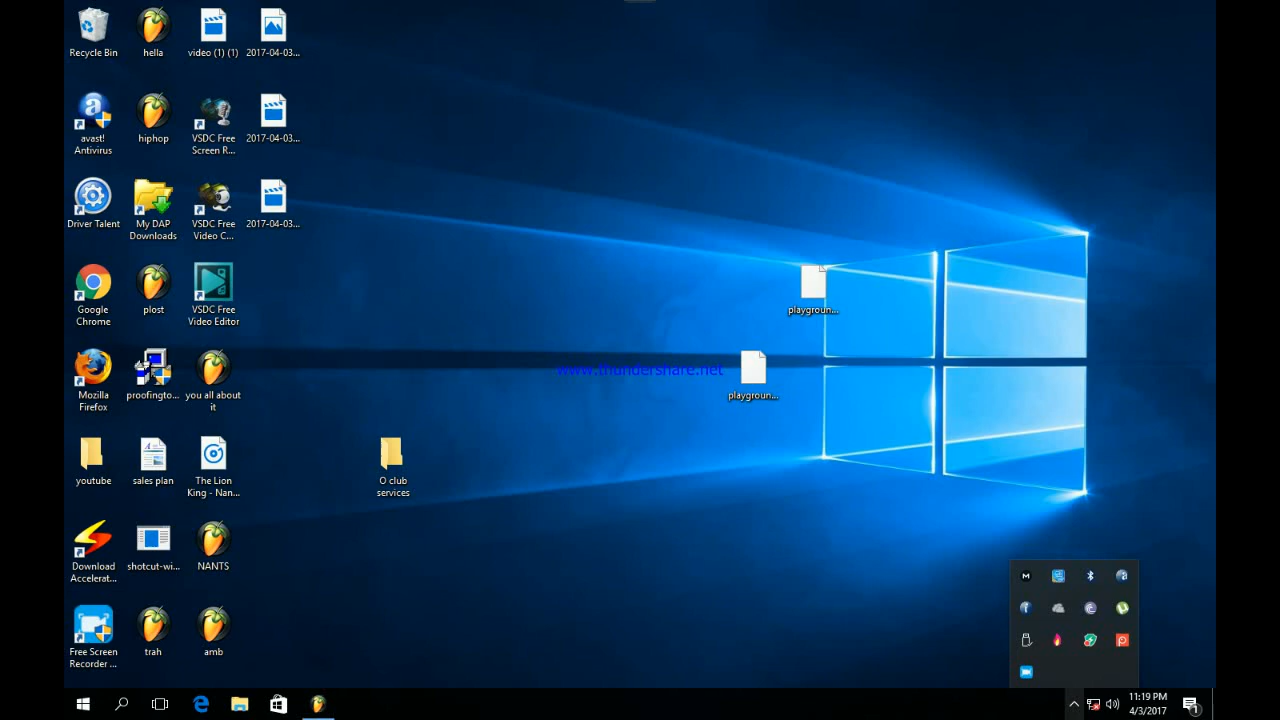 Recycle Bin
hella
video (1) (1)
2017-04-03...
avast! Antivirus
hiphop
VSDC Free Screen R...
2017-04-03...
Driver Talent
My DAP Downloads
VSDC Free Video C...
2017-04-03...
Google Chrome
plost
VSDC Free Video Editor
playgroun...
Mozilla Firefox
proofingto...
you all about it
www.thundershare.net
playgroun...
youtube
sales plan
The Lion King - Nan...
O club services
Download Accelerat...
shotcut-wi...
NANTS
Free Screen Recorder ...
trah
amb
11:19 PM
4/3/2017
1